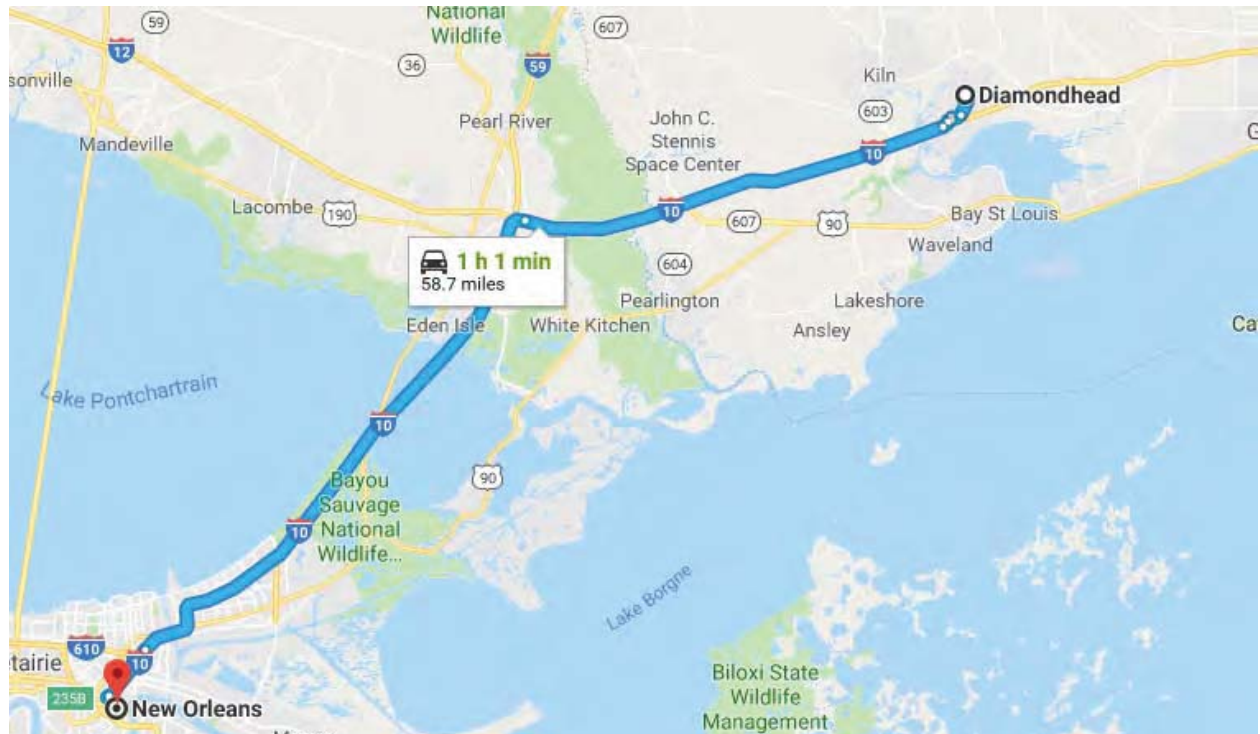 National
Wildlife
59
607
12
36
59
sonville
Kiln
Diamondhead
603
Pearl River
John C.
Stennis
Space Center
Mandeville
10
Lacombe
190
10
607
90
Bay St Louis
Waveland
1 h 1 min
58.7 miles
604
Pearlington
Lakeshore
Eden Isle
White Kitchen
Ansley
Ca
Lake Pontchartrain
10
Bayou
Sauvage
National
Wildlife...
90
10
Lake Borgne
610
10
tairie
235B
New Orleans
Biloxi State
Wildlife
Management